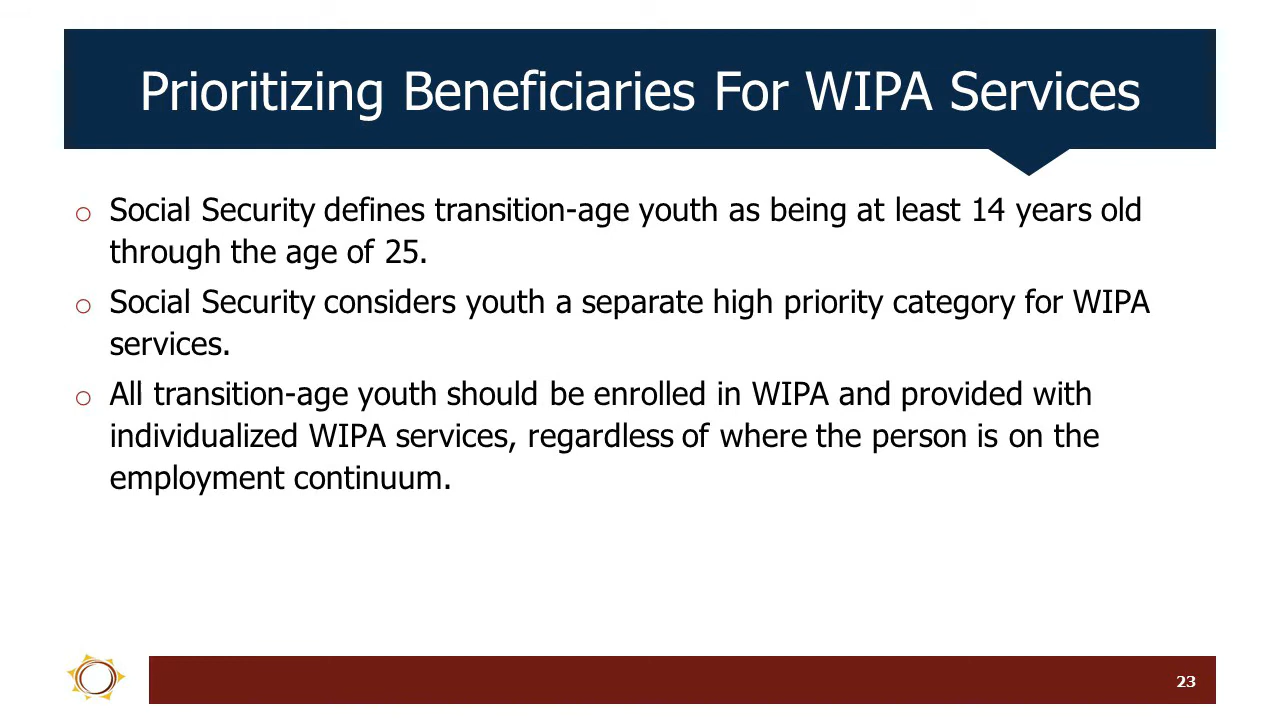 Prioritizing Beneficiaries For WIPA Services
o Social Security defines transition-age youth as being at least 14 years old
through the age of 25.
o Social Security considers youth a separate high priority category for WIPA
services.
o All transition-age youth should be enrolled in WIPA and provided with
individualized WIPA services, regardless of where the person is on the
employment continuum.
23